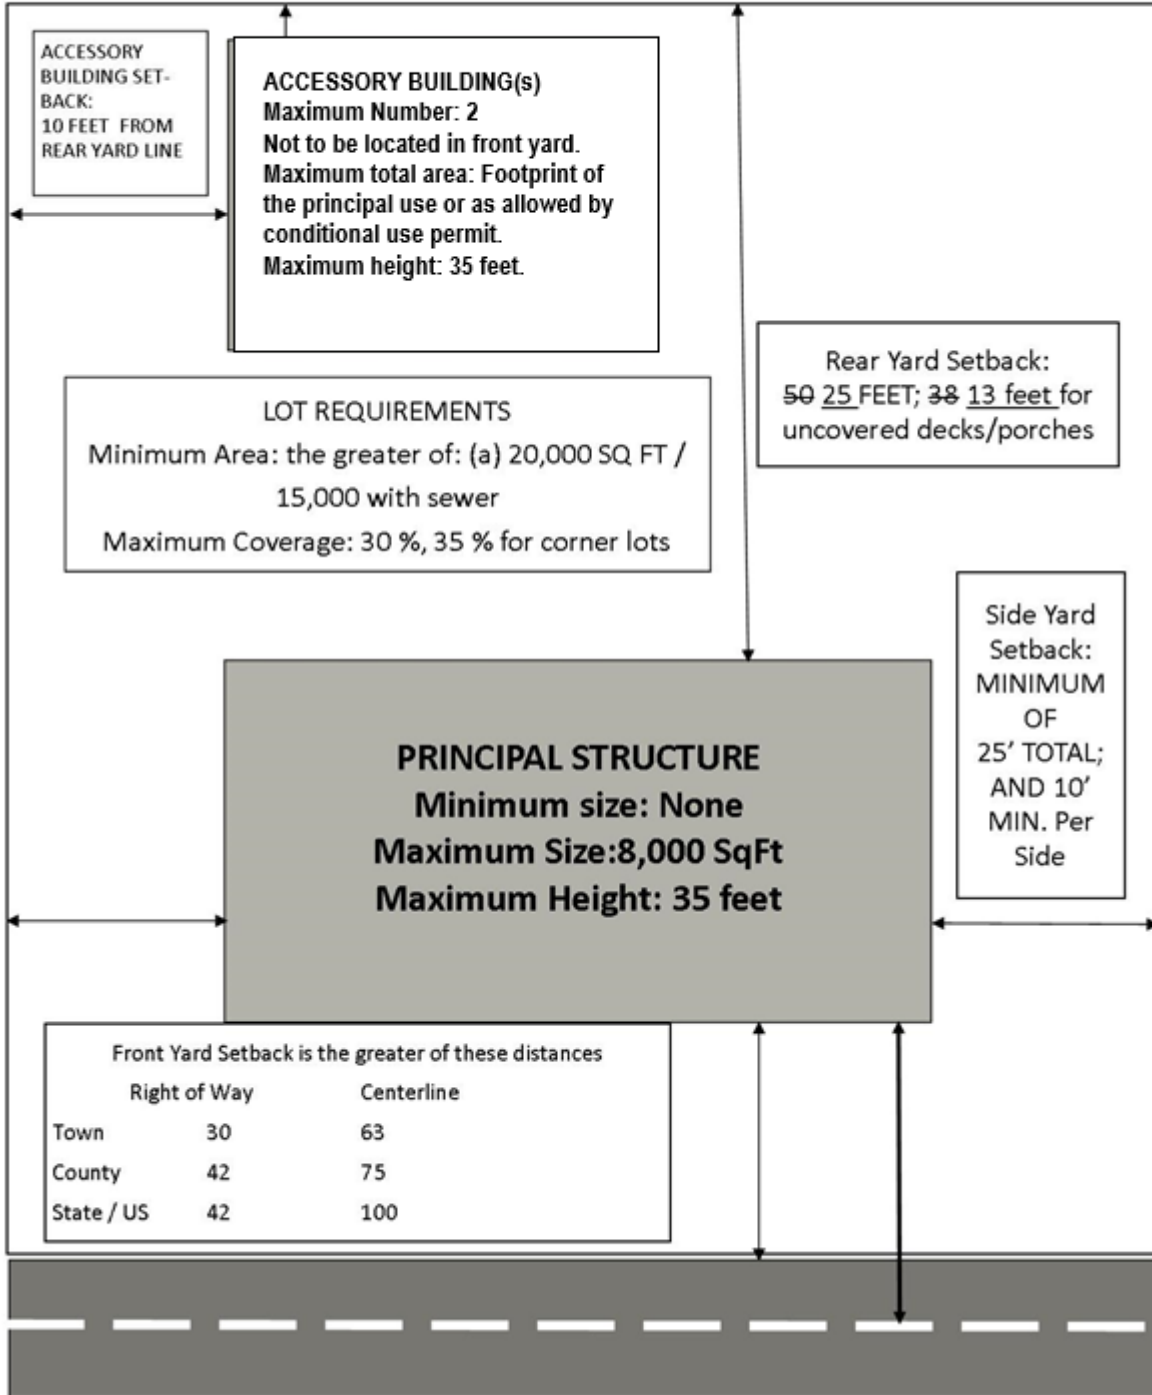 ACCESSORY
BUILDING SET-
BACK:
10 FEET FROM
REAR YARD LINE
ACCESSORY BUILDING(s)
Maximum Number: 2
Not to be located in front yard.
Maximum total area: Footprint of
the principal use or as allowed by
conditional use permit.
Maximum height: 35 feet.
Rear Yard Setback:
50 25 FEET; 38 13 feet for
uncovered decks/porches
LOT REQUIREMENTS
Minimum Area: the greater of: (a) 20,000 SQ FT /
15,000 with sewer
Maximum Coverage: 30 %, 35 % for corner lots
Side Yard
Setback:
MINIMUM
OF
25' TOTAL;
AND 10'
MIN. Per
Side
PRINCIPAL STRUCTURE
Minimum size: None
Maximum Size:8,000 SqFt
Maximum Height: 35 feet
Front Yard Setback is the greater of these distances
Right of Way Centerline
Town 30 63
County 42 75
State / US 42 100